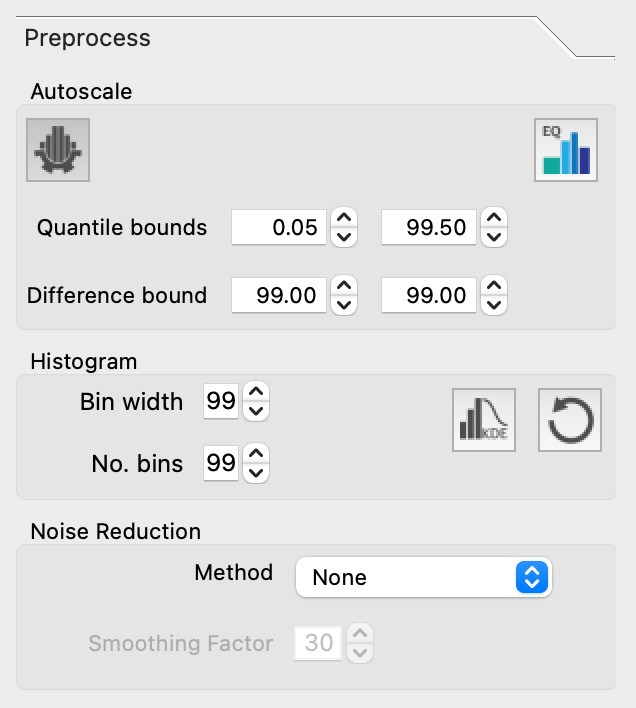 Preprocess
Autoscale
EQ
Quantile bounds 0.05 99.50
Difference bound 99.00 99.00
Histogram
Bin width 99
KDE
No. bins 99
Noise Reduction
Method None
Smoothing Factor 30